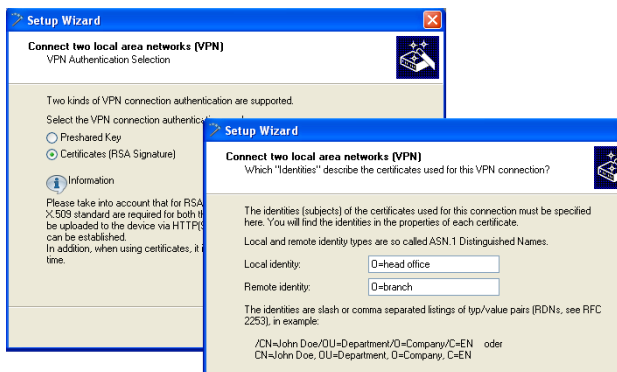 Setup Wizard
Connect two local area networks (VPN)
VPN Authentication Selection
Two kinds of VPN connection authentication are supported.
Select the VPN connection authentic
Preshared Key
Certificates (RSA Signature)
Information
Please take into account that for RSA
X.509 standard are required for both th
be uploaded to the device via HTTP(S
can be established.
In addition, when using certificates, it i
time.
Setup Wizard
Connect two local area networks (VPN)
Which "Identities" describe the certificates used for this VPN connection?
The identities (subjects) of the certificates used for this connection must be specified
here. You will find the identities in the properties of each certificate.
Local and remote identity types are so called ASN.1 Distinguished Names.
Local identity: O=head office
Remote identity: O=branch
The identities are slash or comma separated listings of typ/value pairs (RDNs, see RFC
2253), in example:
/CN=John Doe/OU=Department/O=Company/C=EN oder
CN=John Doe, OU=Department, O=Company, C=EN